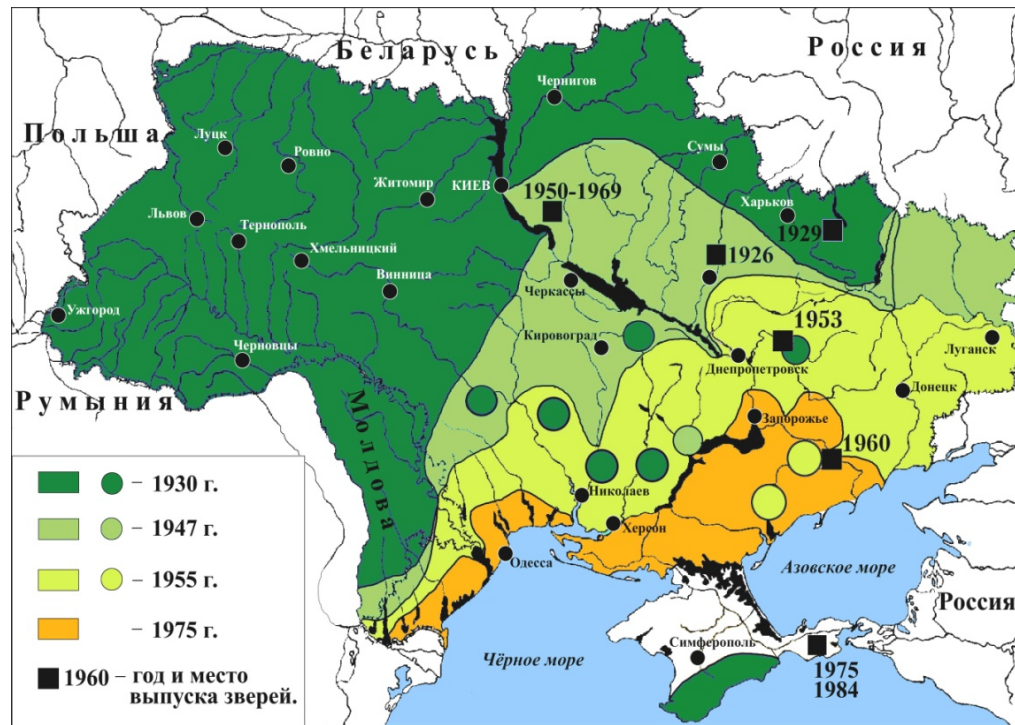 Беларусь
Россия
Чернигов
Польша
Луцк
Ровно
Сумы
Житомир
КИЕВ
1950-1969
Харьков
1929
Львов
Тернополь
Хмельницкий
1926
Винница
Черкассы
Ужгород
1953
Кировоград
Луганск
Черновцы
Днепропетровск
Донецк
Румыния
Молдова
Запорожье
1960
– 1930 г.
Николаев
– 1947 г.
Херсон
Одесса
Азовское море
– 1955 г.
Россия
– 1975 г.
Симферополь
Чёрное море
1960 – год и место
выпуска зверей.
1975
1984